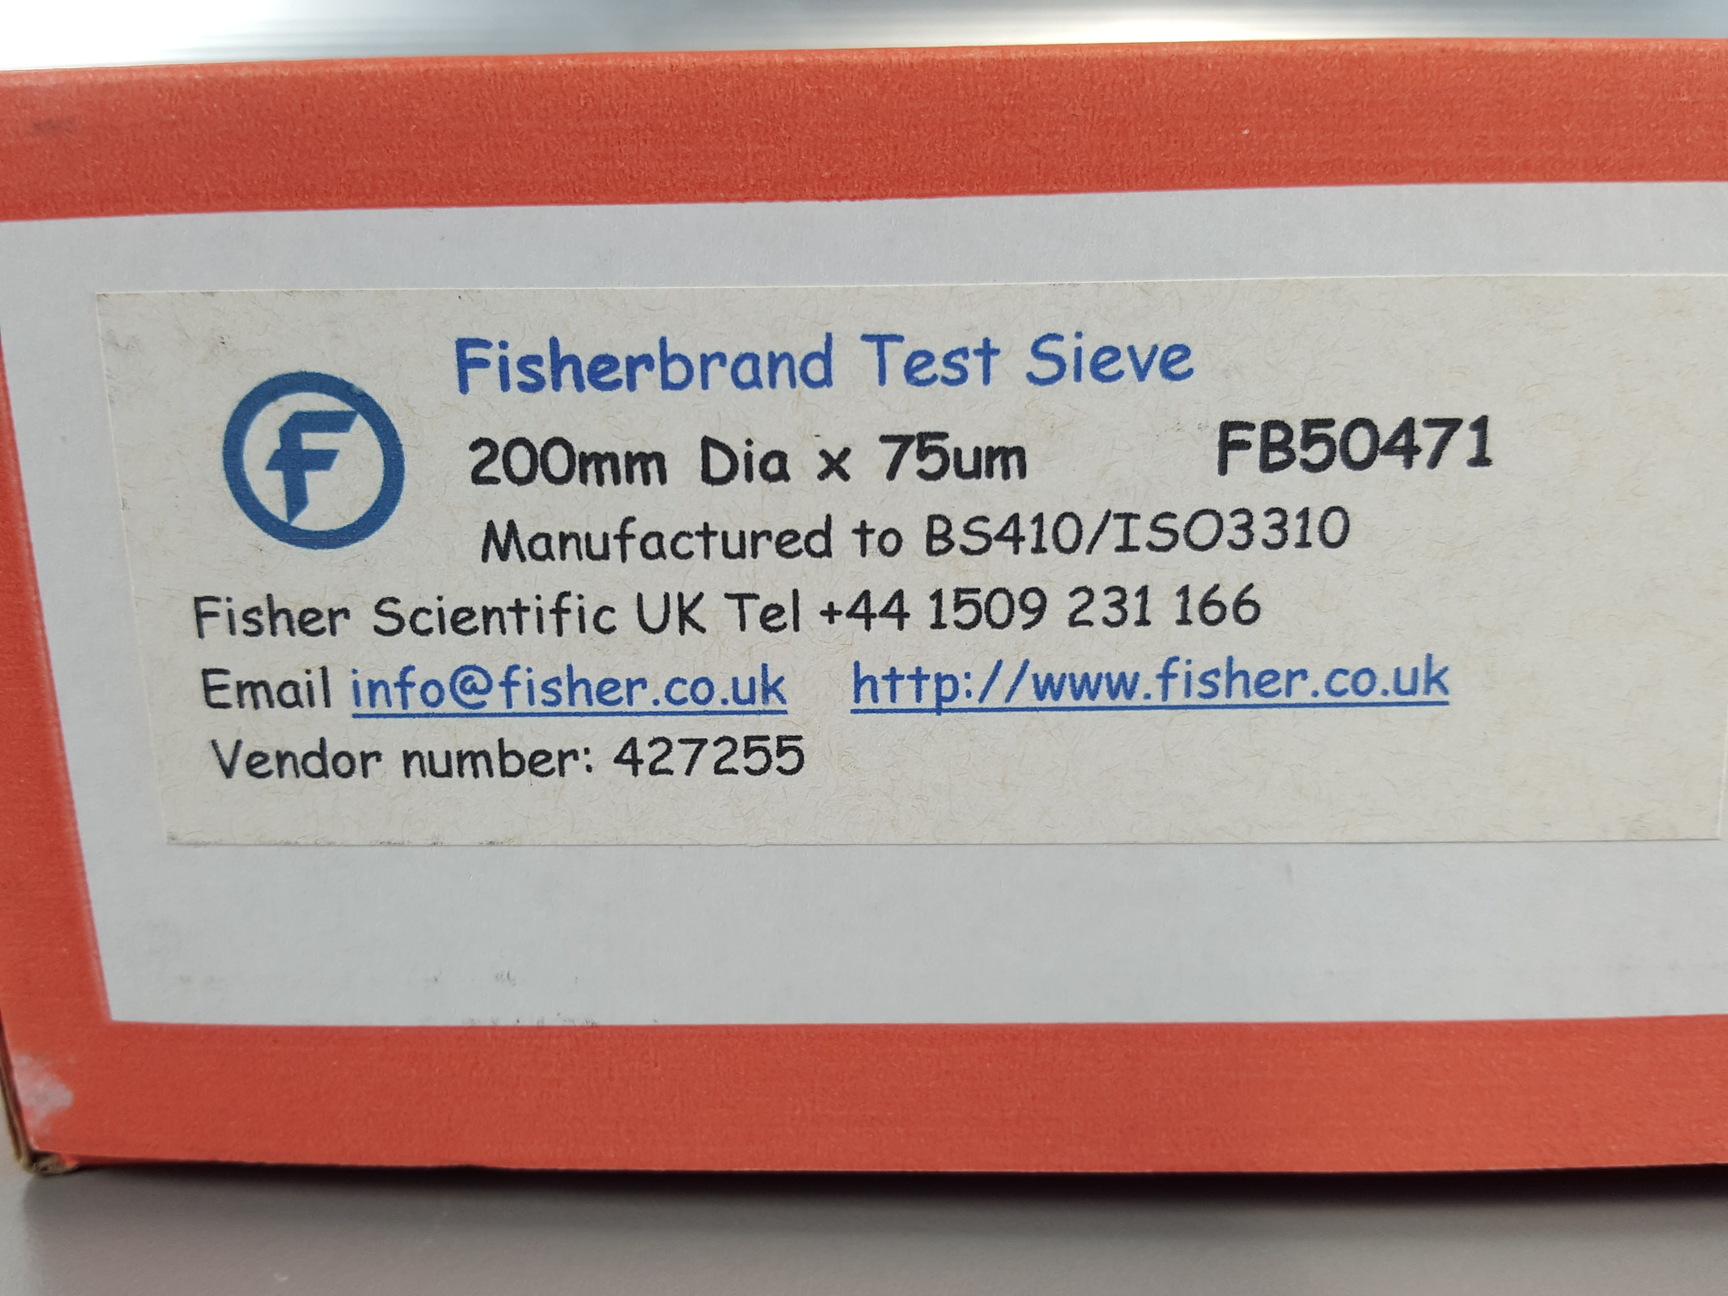 Fisherbrand Test Sieve
F
200mm Dia x 75um FB50471
Manufactured to BS410/ISO3310
Fisher Scientific UK Tel +44 1509 231 166
Email info@fisher.co.uk http://www.fisher.co.uk
Vendor number: 427255